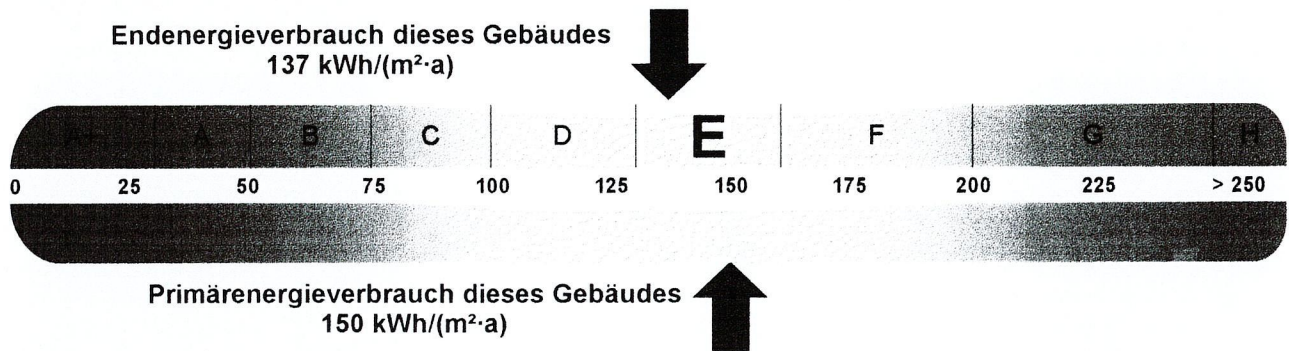 Endenergieverbrauch dieses Gebäudes
137 kWh/(m²·a)
A+ A B C D E F G H
0 25 50 75 100 125 150 175 200 225 > 250
Primärenergieverbrauch dieses Gebäudes
150 kWh/(m²·a)